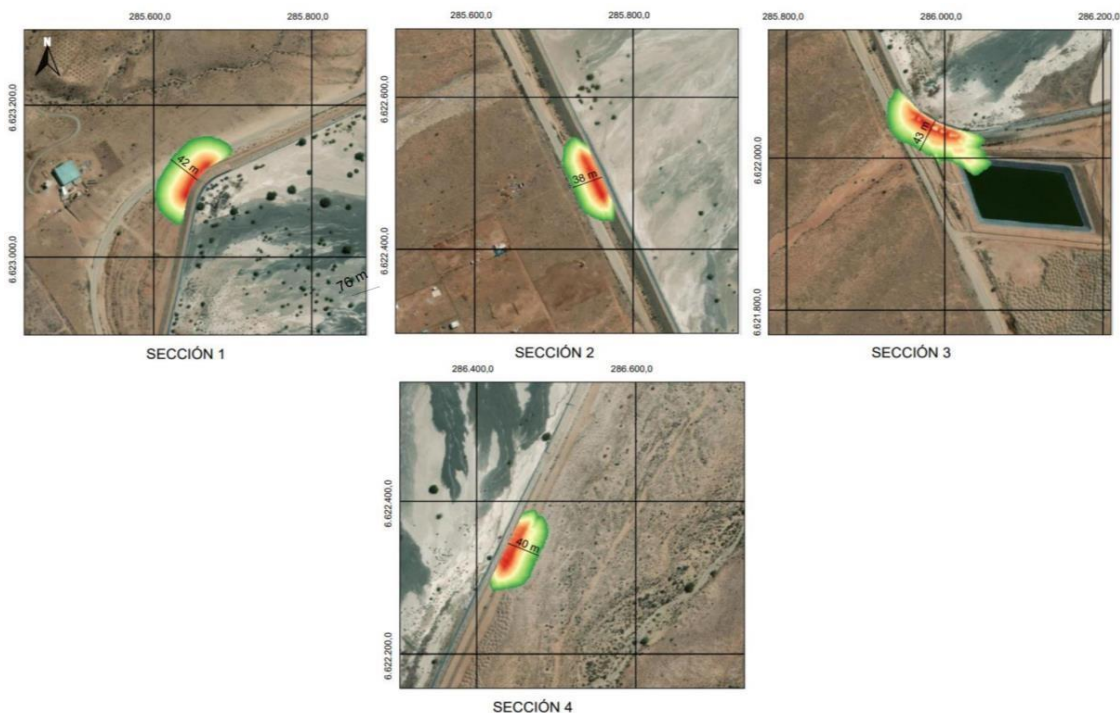 285.600,0 285.800,0
N
6.623.200,0
6.623.000,0
42 m
76 m
SECCIÓN 1
285.600,0 285.800,0
6.622.600,0
6.622.400,0
38 m
SECCIÓN 2
285.800,0 286.000,0 286.200,0
6.622.000,0
6.621.800,0
43 m
SECCIÓN 3
286.400,0 286.600,0
6.622.400,0
6.622.200,0
40 m
SECCIÓN 4